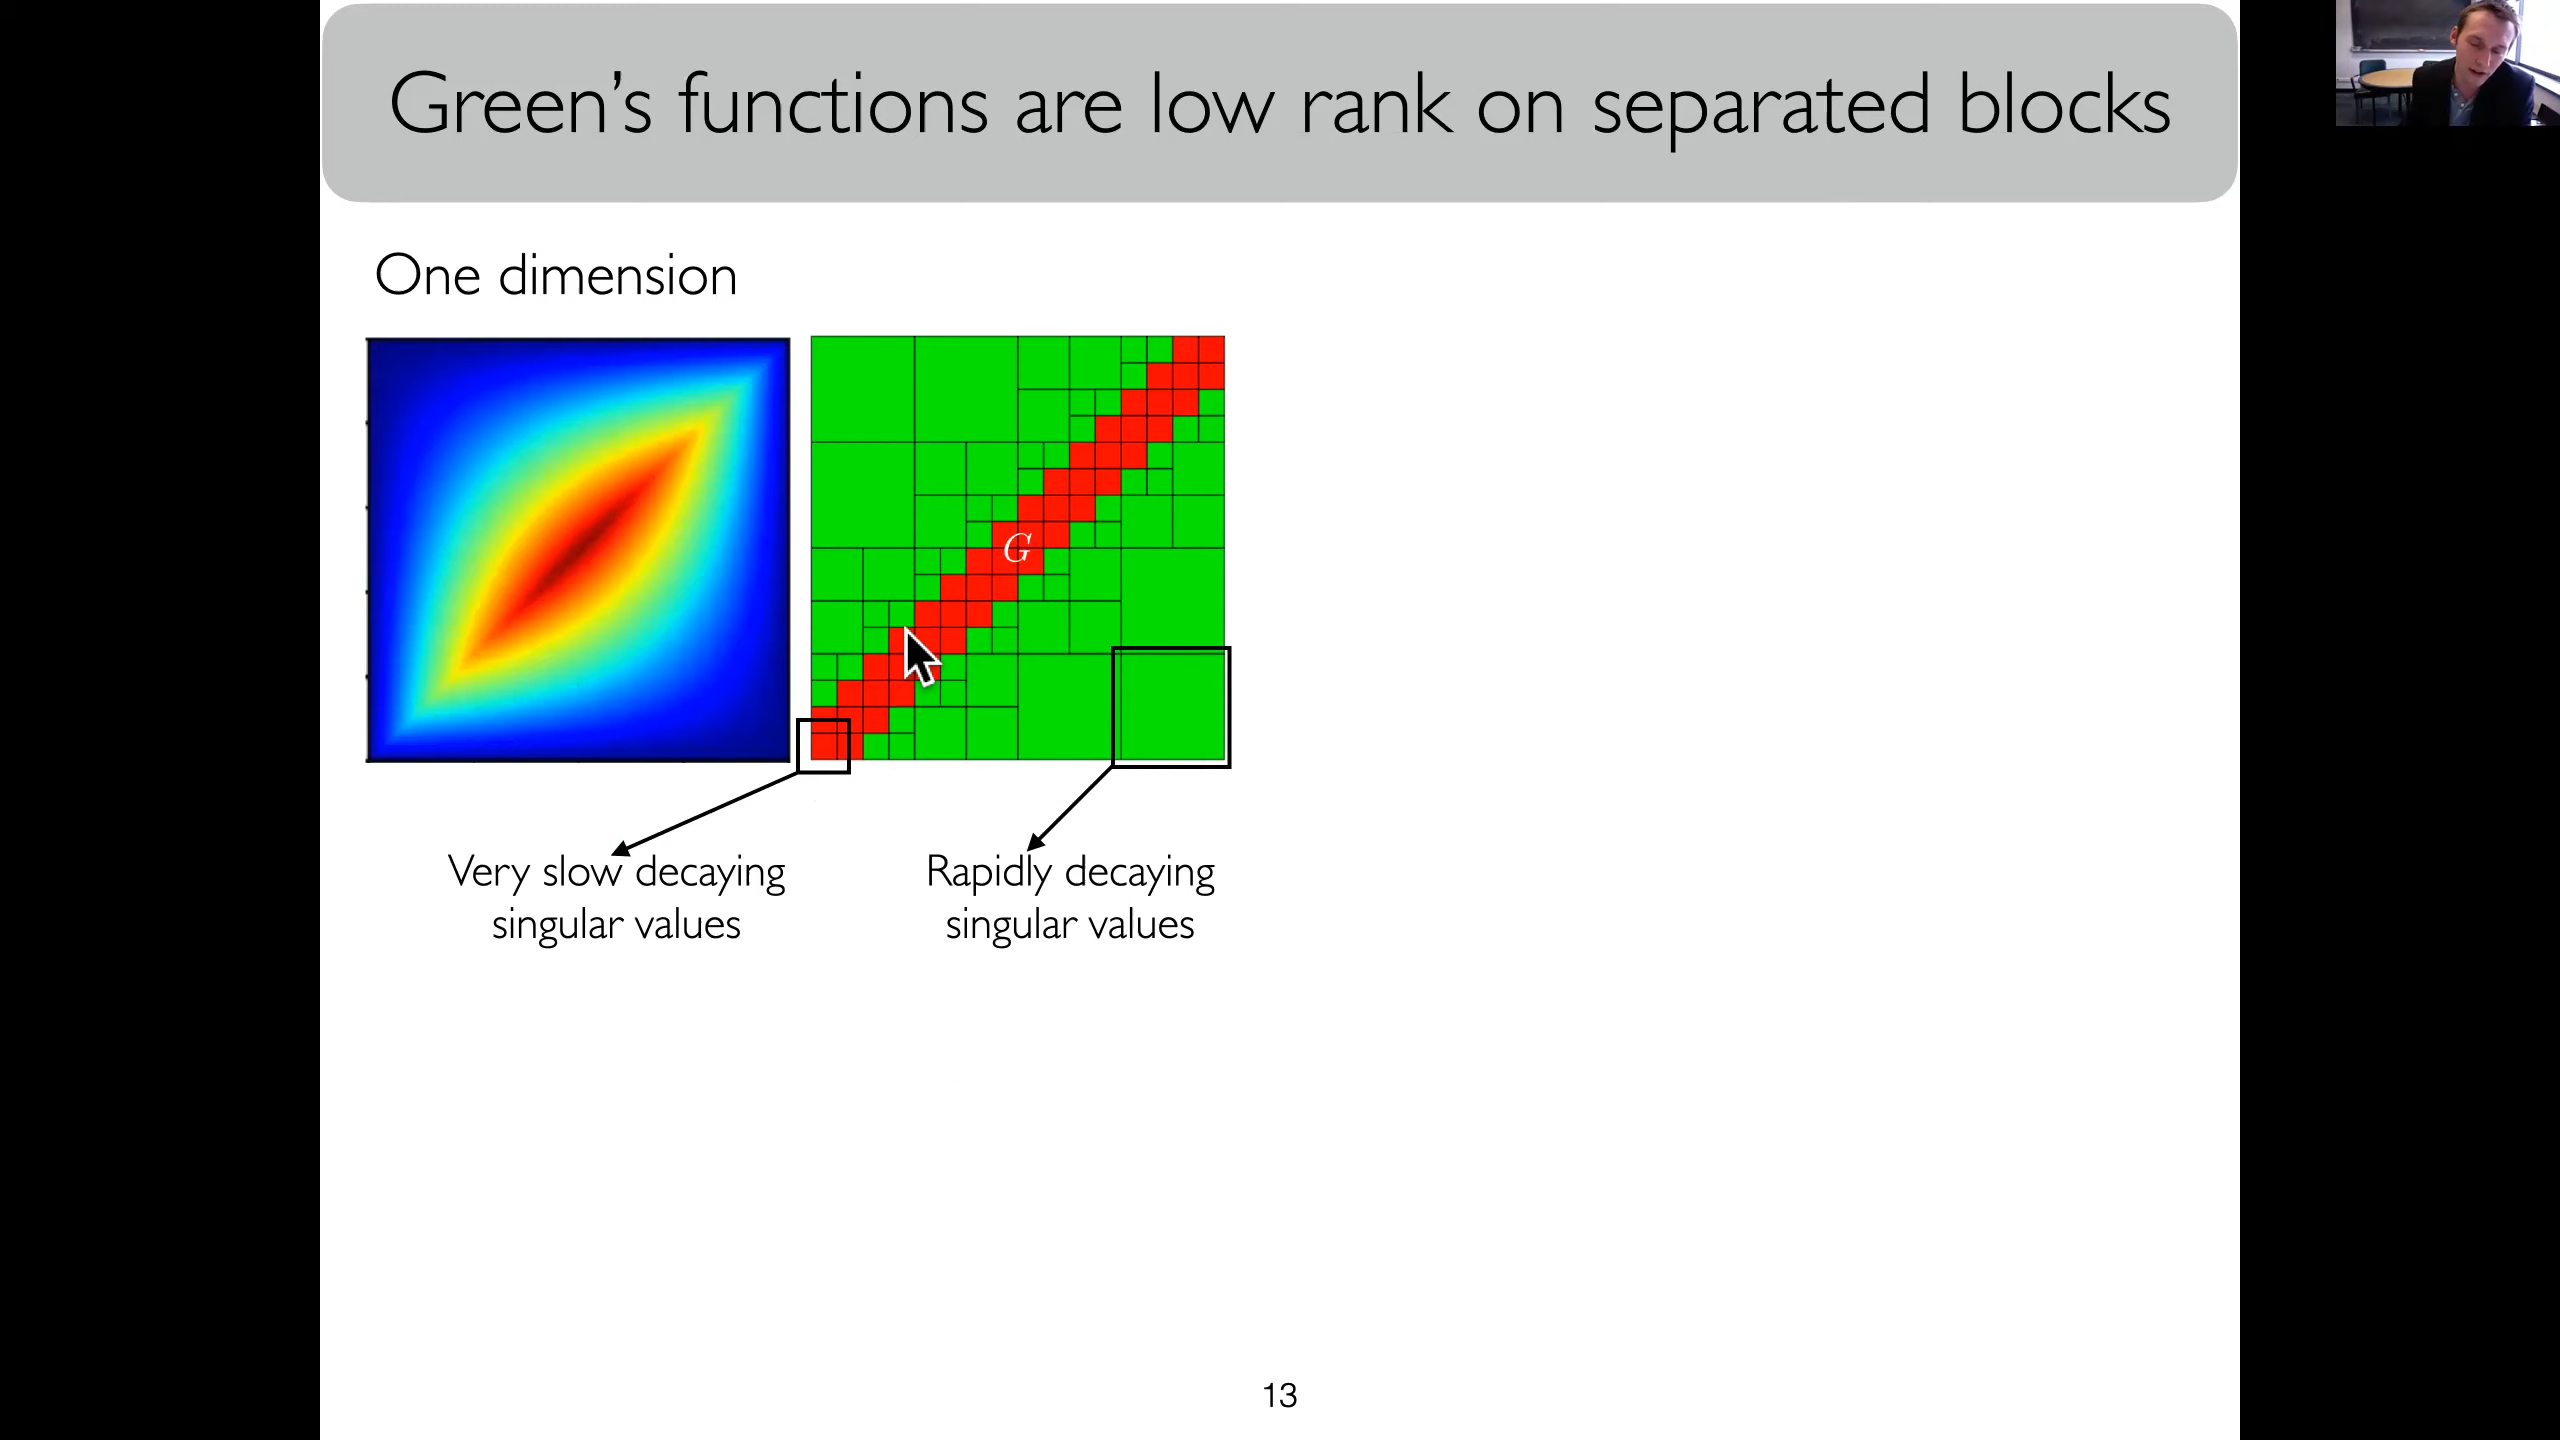 Green’s functions are low rank on separated blocks
One dimension
G
Very slow decaying
singular values
Rapidly decaying
singular values
13